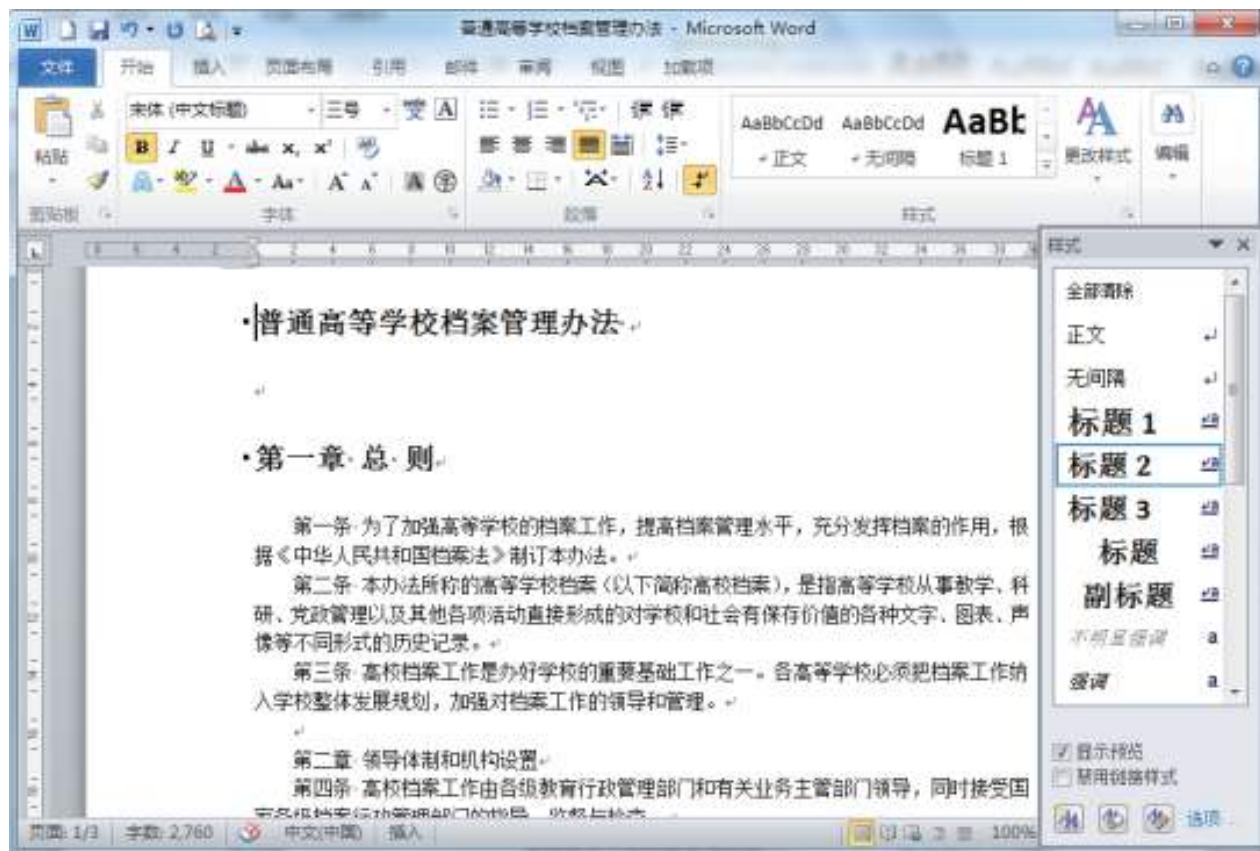 普通高等学校档案管理办法 - Microsoft Word
文件 开始 插入 页面布局 引用 邮件 审阅 视图 加载项
宋体 (中文标题) 三号
粘贴
B I U abc x₂ x² Aa A A
AaBbCcDd AaBbCcDd AaBb
正文 无间隔 标题 1
更改样式 编辑
剪贴板 字体 段落 样式
普通高等学校档案管理办法
第一章 总 则
第一条 为了加强高等学校的档案工作，提高档案管理水平，充分发挥档案的作用，根
据《中华人民共和国档案法》制订本办法。
第二条 本办法所称的高等学校档案（以下简称高校档案），是指高等学校从事教学、科
研、党政管理以及其他各项活动直接形成的对学校和社会有保存价值的各种文字、图表、声
像等不同形式的历史记录。
第三条 高校档案工作是办好学校的重要基础工作之一。各高等学校必须把档案工作纳
入学校整体发展规划，加强对档案工作的领导和管理。
第二章 领导体制和机构设置
第四条 高校档案工作由各级教育行政管理部门和有关业务主管部门领导，同时接受国
样式
全部清除
正文
无间隔
标题 1
标题 2
标题 3
标题
副标题
不明显强调
强调
显示预览
禁用链接样式
选项...
页面: 1/3 字数: 2,760 中文(中国) 插入 100%